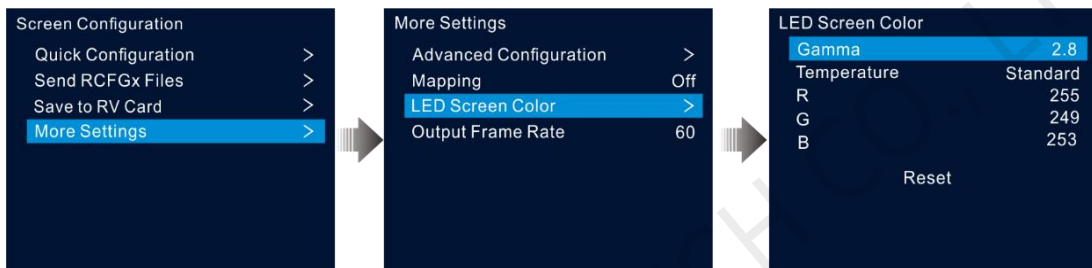 Screen Configuration
Quick Configuration >
Send RCFGx Files >
Save to RV Card >
More Settings >
More Settings
Advanced Configuration >
Mapping Off
LED Screen Color >
Output Frame Rate 60
LED Screen Color
Gamma 2.8
Temperature Standard
R 255
G 249
B 253
Reset